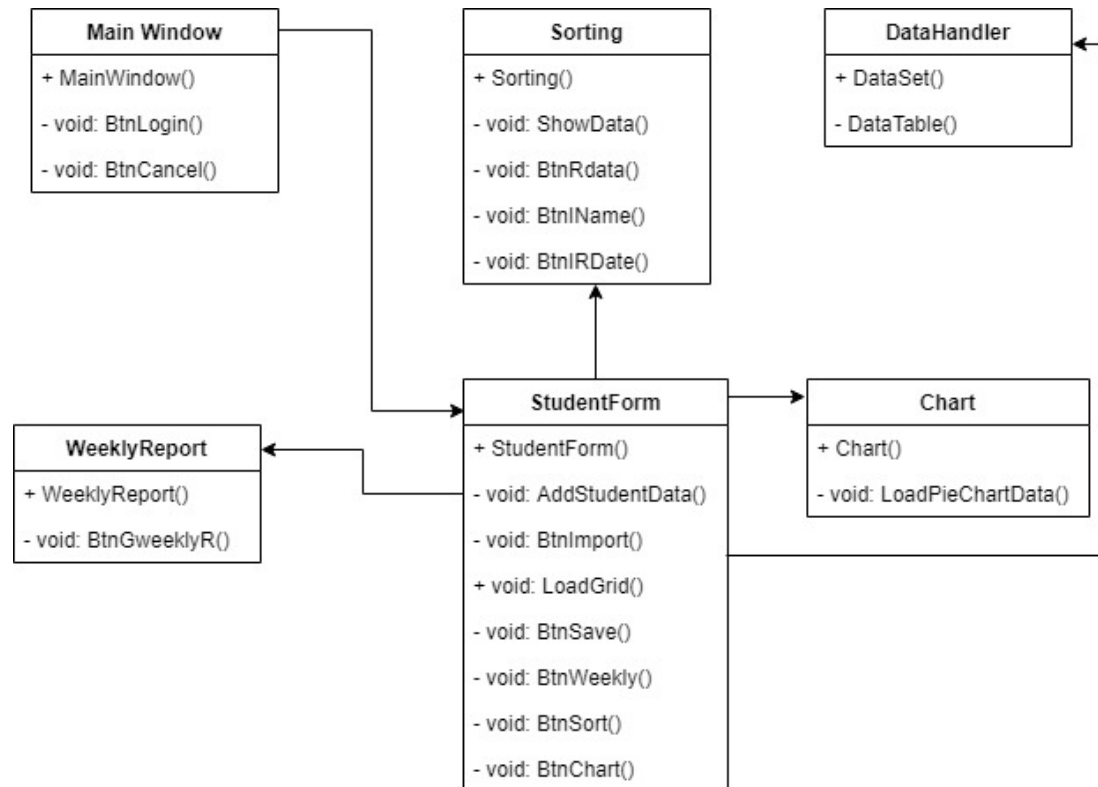 Main Window
+ MainWindow()
- void: BtnLogin()
- void: BtnCancel()
Sorting
+ Sorting()
- void: ShowData()
- void: BtnRdata()
- void: BtnIName()
- void: BtnIRDate()
DataHandler
+ DataSet()
- DataTable()
WeeklyReport
+ WeeklyReport()
- void: BtnGweeklyR()
StudentForm
+ StudentForm()
- void: AddStudentData()
- void: BtnImport()
+ void: LoadGrid()
- void: BtnSave()
- void: BtnWeekly()
- void: BtnSort()
- void: BtnChart()
Chart
+ Chart()
- void: LoadPieChartData()